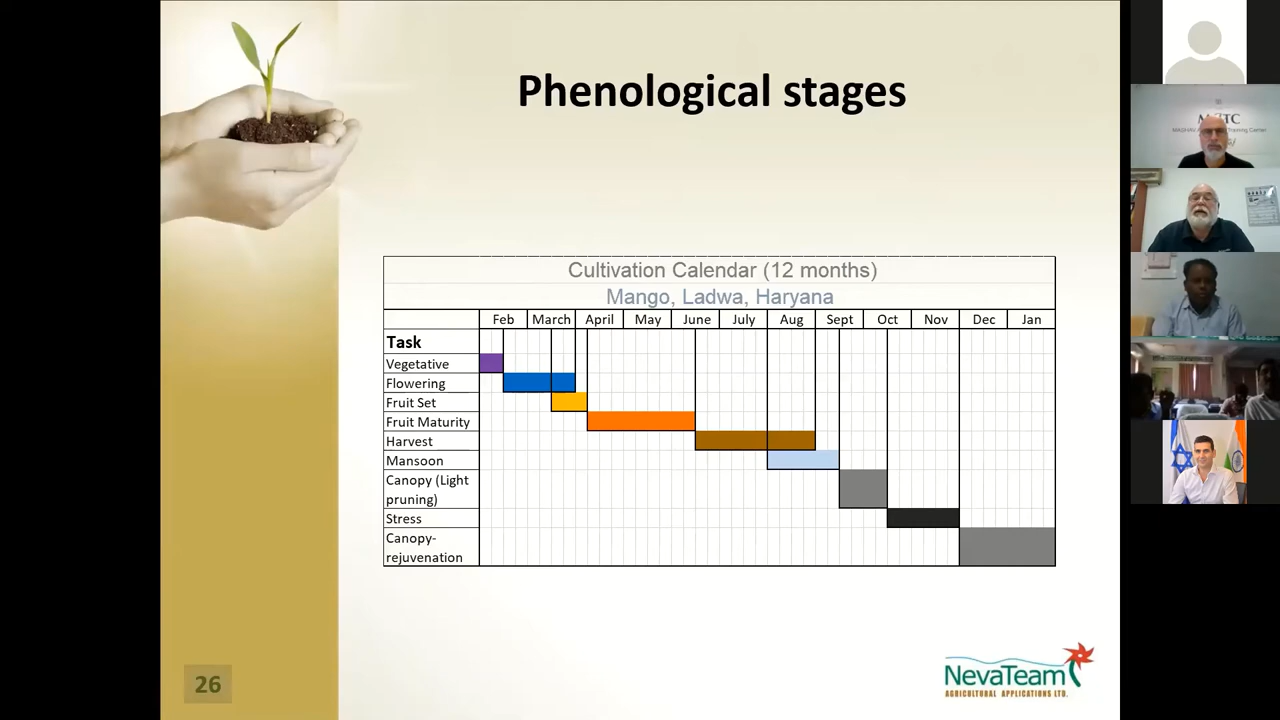 Phenological stages
Cultivation Calendar (12 months)
Mango, Ladwa, Haryana
Feb March April May June July Aug Sept Oct Nov Dec Jan
Task
Vegetative
Flowering
Fruit Set
Fruit Maturity
Harvest
Mansoon
Canopy (Light
pruning)
Stress
Canopy-
rejuvenation
26
NevaTeam
AGRICULTURAL APPLICATIONS LTD.